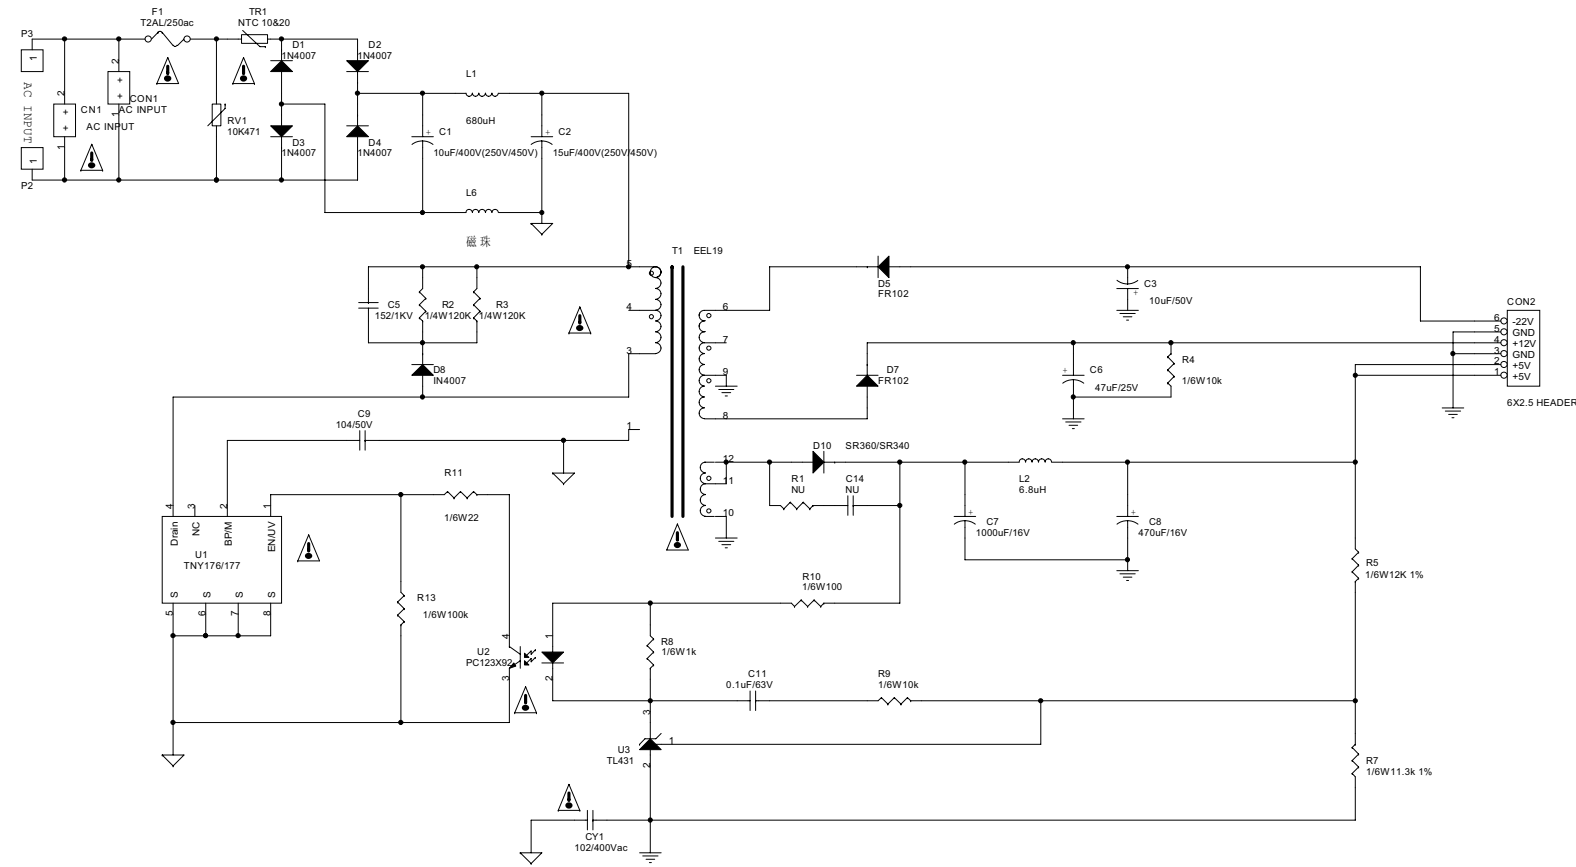 F1
T2AL/250ac
TR1
NTC 10&20
P3
1
AC INPUT
1
P2
2
CN1
AC INPUT
1
2
CON1
AC INPUT
1
RV1
10K471
D1
1N4007
D2
1N4007
D3
1N4007
D4
1N4007
L1
680uH
C1
10uF/400V(250V/450V)
C2
15uF/400V(250V/450V)
L6
磁珠
T1 EEL19
5
4
3
1
C5
152/1KV
R2
1/4W120K
R3
1/4W120K
D8
IN4007
C9
104/50V
6
7
9
8
12
11
10
D5
FR102
C3
10uF/50V
D7
FR102
C6
47uF/25V
R4
1/6W10k
CON2
6 -22V
5 GND
4 +12V
3 GND
2 +5V
1 +5V
6X2.5 HEADER
D10 SR360/SR340
R1
NU
C14
NU
L2
6.8uH
C7
1000uF/16V
C8
470uF/16V
R11
1/6W22
4 3 2 1
Drain NC BP/M EN/UV
U1
TNY176/177
S S S S
5 6 7 8
R13
1/6W100k
R10
1/6W100
R5
1/6W12K 1%
U2
PC123X92
4
3
1
2
R8
1/6W1k
C11
0.1uF/63V
R9
1/6W10k
3
1
2
U3
TL431
R7
1/6W11.3k 1%
CY1
102/400Vac